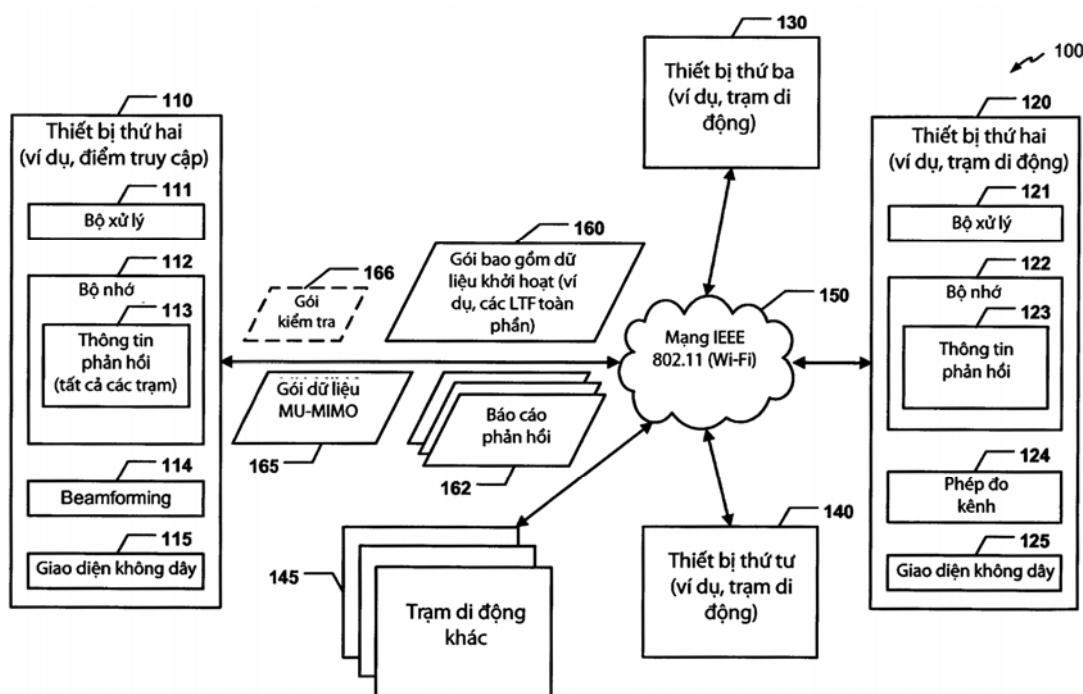 130
Thiết bị thứ ba
(ví dụ, trạm di
động)
100
110
Thiết bị thứ hai
(ví dụ, điểm truy cập)
111
Bộ xử lý
112
Bộ nhớ
113
Thông tin
phản hồi
(tất cả các trạm)
114
Beamforming
115
Giao diện không dây
166
Gói
kiểm tra
160
Gói bao gồm dữ
liệu khởi hoạt (ví
dụ, các LTF toàn
phần)
Gói dữ liệu
MU-MIMO
165
Báo cáo
phản hồi
162
150
Mạng IEEE
802.11 (Wi-Fi)
145
Trạm di động
khác
140
Thiết bị thứ tư
(ví dụ, trạm di
động)
120
Thiết bị thứ hai
(ví dụ, trạm di động)
121
Bộ xử lý
122
Bộ nhớ
123
Thông tin
phản hồi
124
Phép đo
kênh
125
Giao diện không dây